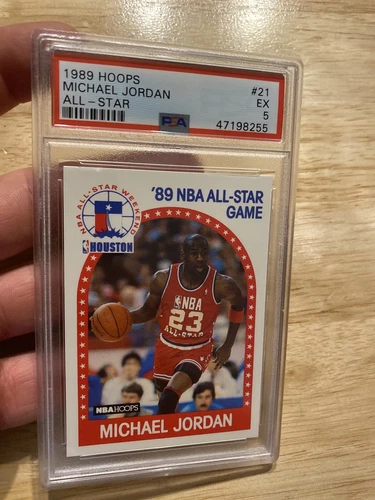 1989 HOOPS #21
MICHAEL JORDAN EX
ALL-STAR 5
PSA
47198255
NBA ALL-STAR WEEKEND
HOUSTON
'89 NBA ALL-STAR
GAME
NBA
23
ALL-STAR
NBA HOOPS
MICHAEL JORDAN